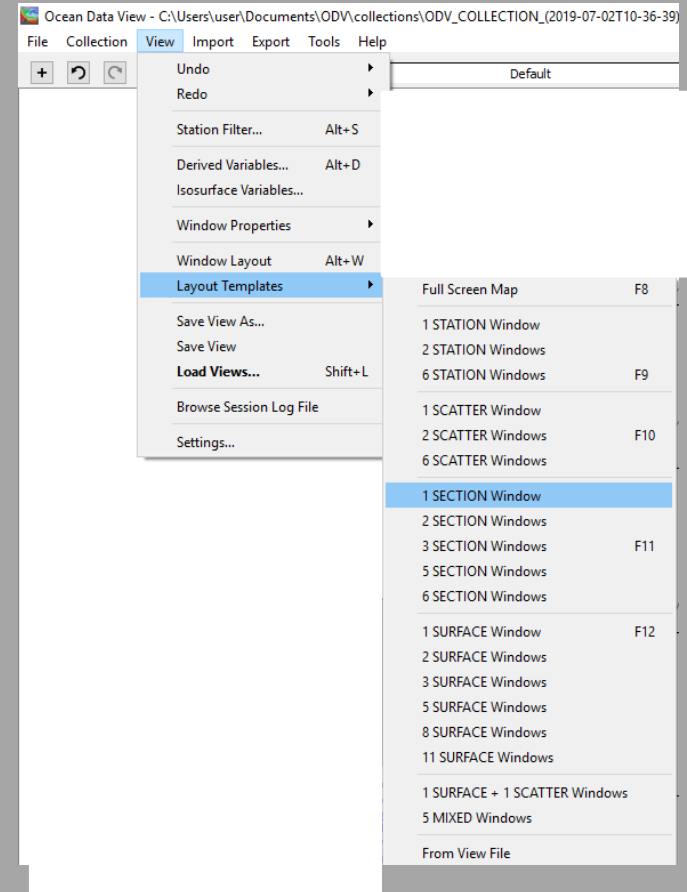 Ocean Data View - C:\Users\user\Documents\ODV\collections\ODV_COLLECTION_(2019-07-02T10-36-39)
File Collection View Import Export Tools Help
+ Default
Undo
Redo
Station Filter... Alt+S
Derived Variables... Alt+D
Isosurface Variables...
Window Properties
Window Layout Alt+W
Layout Templates
Save View As...
Save View
Load Views... Shift+L
Browse Session Log File
Settings...
Full Screen Map F8
1 STATION Window
2 STATION Windows
6 STATION Windows F9
1 SCATTER Window
2 SCATTER Windows F10
6 SCATTER Windows
1 SECTION Window
2 SECTION Windows
3 SECTION Windows F11
5 SECTION Windows
6 SECTION Windows
1 SURFACE Window F12
2 SURFACE Windows
3 SURFACE Windows
5 SURFACE Windows
8 SURFACE Windows
11 SURFACE Windows
1 SURFACE + 1 SCATTER Windows
5 MIXED Windows
From View File